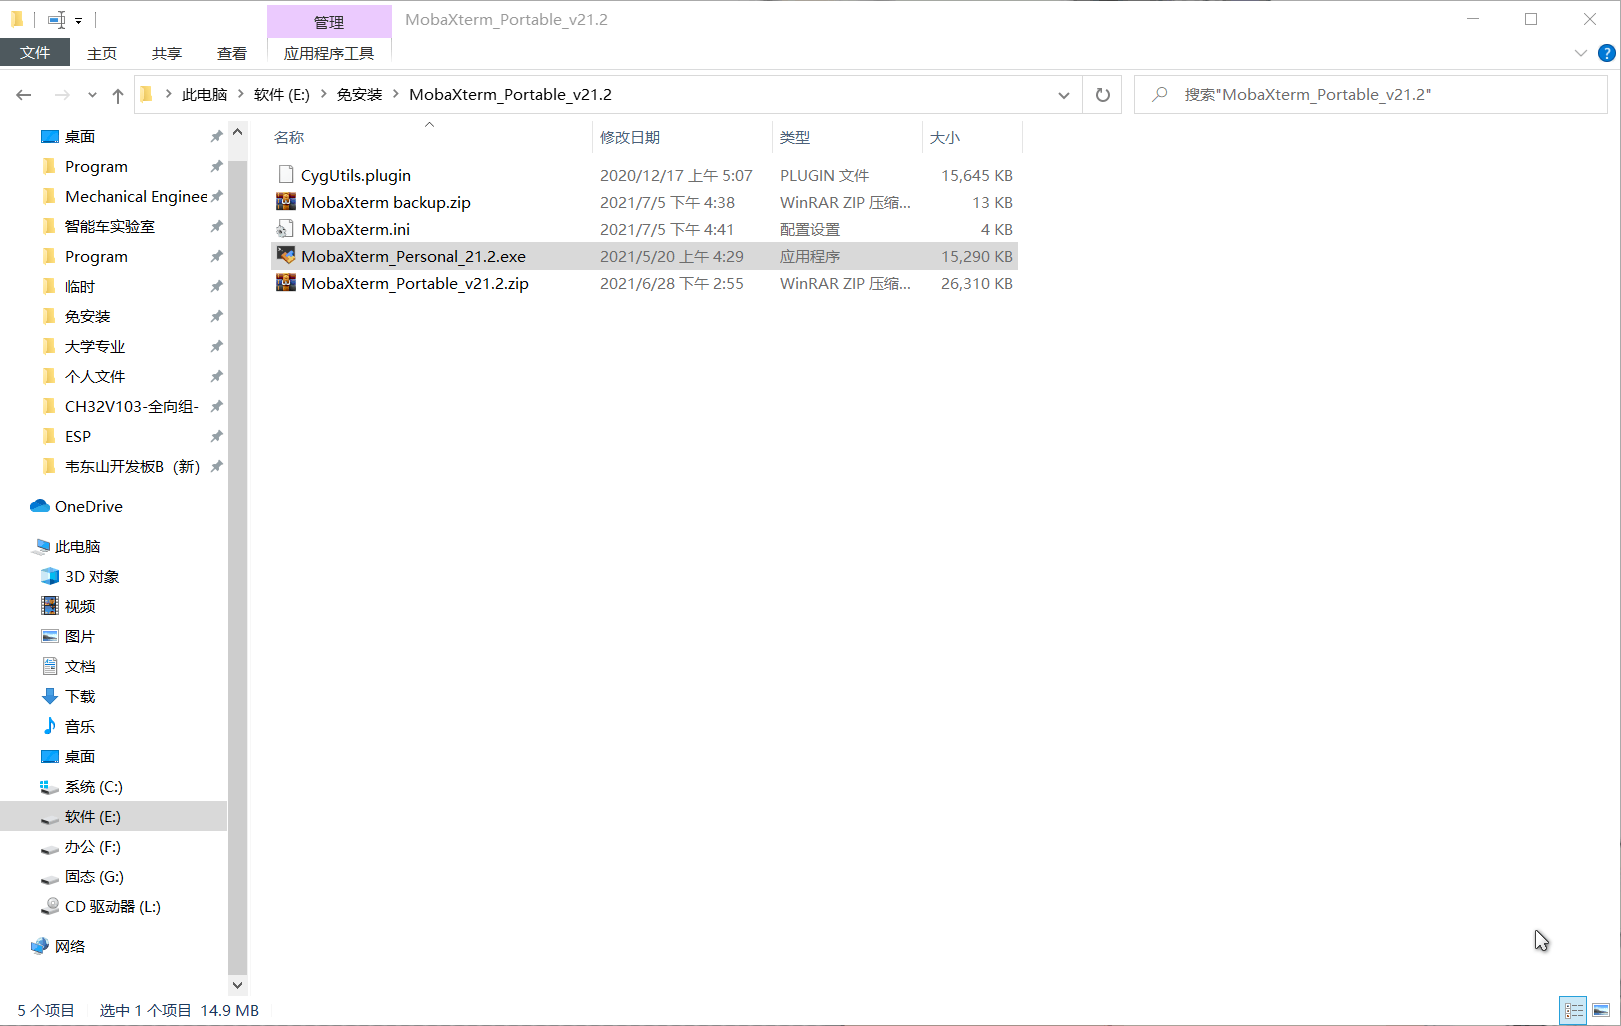 管理
MobaXterm_Portable_v21.2
文件
主页
共享
查看
应用程序工具
此电脑
软件 (E:)
免安装
MobaXterm_Portable_v21.2
搜索"MobaXterm_Portable_v21.2"
桌面
Program
Mechanical Enginee
智能车实验室
Program
临时
免安装
大学专业
个人文件
CH32V103-全向组-
ESP
韦东山开发板B（新）
OneDrive
此电脑
3D 对象
视频
图片
文档
下载
音乐
桌面
系统 (C:)
软件 (E:)
办公 (F:)
固态 (G:)
CD 驱动器 (L:)
网络
名称 修改日期 类型 大小
CygUtils.plugin 2020/12/17 上午 5:07 PLUGIN 文件 15,645 KB
MobaXterm backup.zip 2021/7/5 下午 4:38 WinRAR ZIP 压缩... 13 KB
MobaXterm.ini 2021/7/5 下午 4:41 配置设置 4 KB
MobaXterm_Personal_21.2.exe 2021/5/20 上午 4:29 应用程序 15,290 KB
MobaXterm_Portable_v21.2.zip 2021/6/28 下午 2:55 WinRAR ZIP 压缩... 26,310 KB
5 个项目 选中 1 个项目 14.9 MB